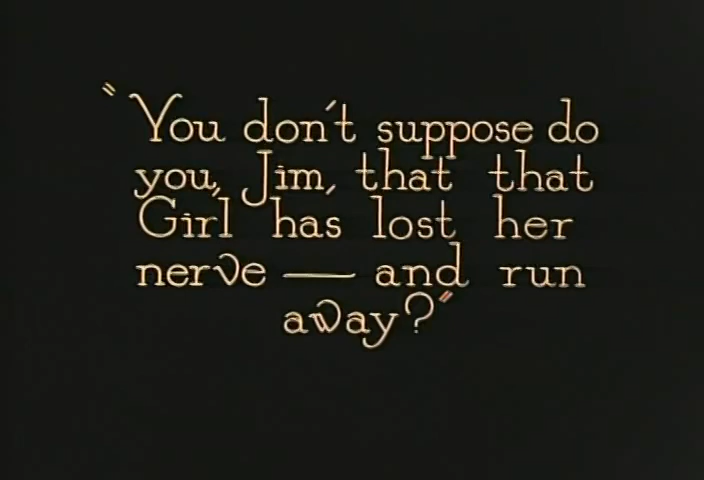 "You don't suppose do
you, Jim, that that
Girl has lost her
nerve — and run
away?"